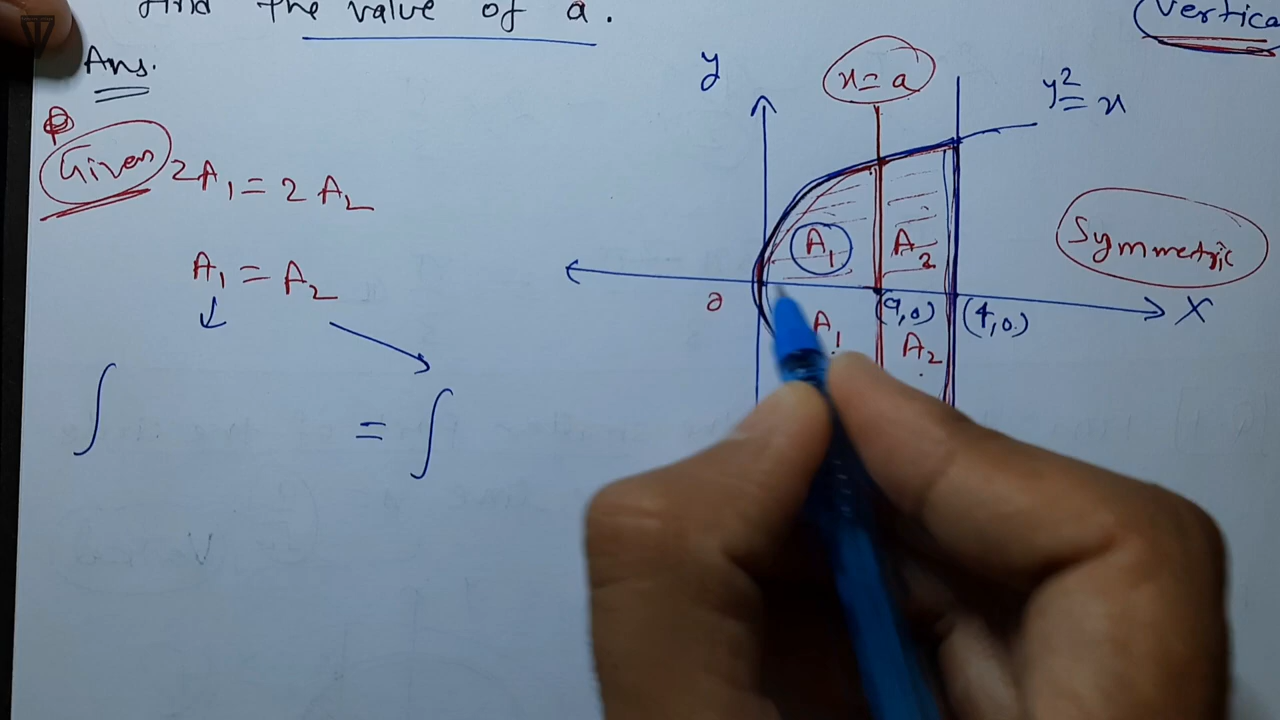 find the value of a.
(Vertica
Ans.
Given 2A₁ = 2A₂
A₁ = A₂
∫ = ∫
y
x = a
y² = x
A₁ A₂
Symmetric
(a,0) (4,0)
X
A₁ A₂